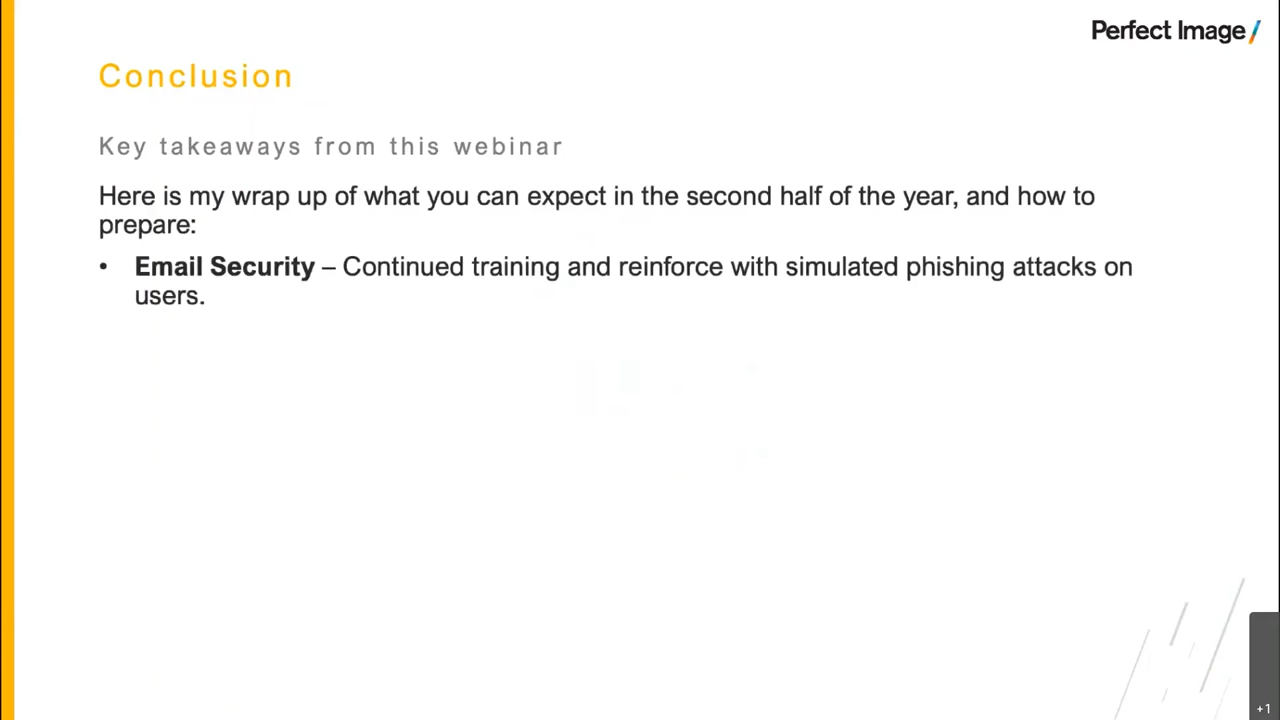 Perfect Image/
Conclusion
Key takeaways from this webinar
Here is my wrap up of what you can expect in the second half of the year, and how to
prepare:
• Email Security – Continued training and reinforce with simulated phishing attacks on
users.
+1